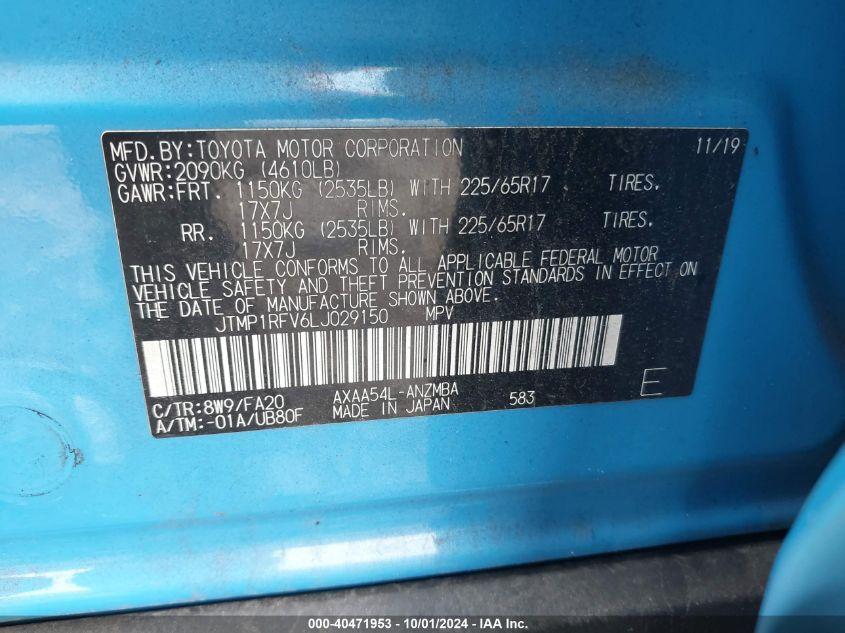 MFD.BY:TOYOTA MOTOR CORPORATION 11/19
GVWR:2090KG (4610LB)
GAWR:FRT. 1150KG (2535LB) WITH 225/65R17 TIRES.
17X7J RIMS.
RR. 1150KG (2535LB) WITH 225/65R17 TIRES.
17X7J RIMS.
THIS VEHICLE CONFORMS TO ALL APPLICABLE FEDERAL MOTOR
VEHICLE SAFETY AND THEFT PREVENTION STANDARDS IN EFFECT ON
THE DATE OF MANUFACTURE SHOWN ABOVE.
JTMP1RFV6LJ029150 MPV
C/TR:8W9/FA20 AXAA54L-ANZMBA 583 E
A/TM:-01A/UB80F MADE IN JAPAN
000-40471953 - 10/01/2024 - IAA Inc.